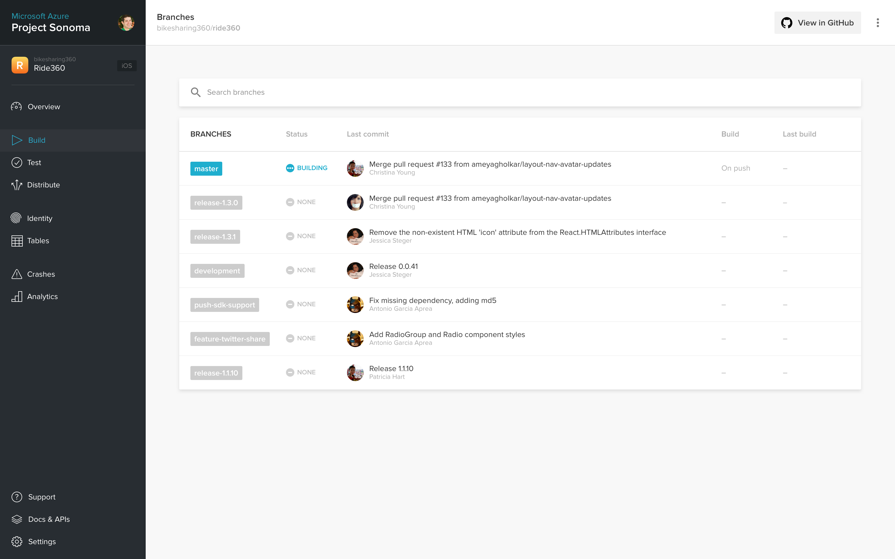 Microsoft Azure
Project Sonoma
R
bikesharing360
Ride360
iOS
Overview
Build
Test
Distribute
Identity
Tables
Crashes
Analytics
Support
Docs & APIs
Settings
Branches
bikesharing360/ride360
View in GitHub
Search branches
BRANCHES Status Last commit Build Last build
master BUILDING Merge pull request #133 from ameyagholkar/layout-nav-avatar-updates On push –
Christina Young
release-1.3.0 NONE Merge pull request #133 from ameyagholkar/layout-nav-avatar-updates – –
Christina Young
release-1.3.1 NONE Remove the non-existent HTML 'icon' attribute from the React.HTMLAttributes interface – –
Jessica Steger
development NONE Release 0.0.41 – –
Jessica Steger
push-sdk-support NONE Fix missing dependency, adding md5 – –
Antonio Garcia Aprea
feature-twitter-share NONE Add RadioGroup and Radio component styles – –
Antonio Garcia Aprea
release-1.1.10 NONE Release 1.1.10 – –
Patricia Hart